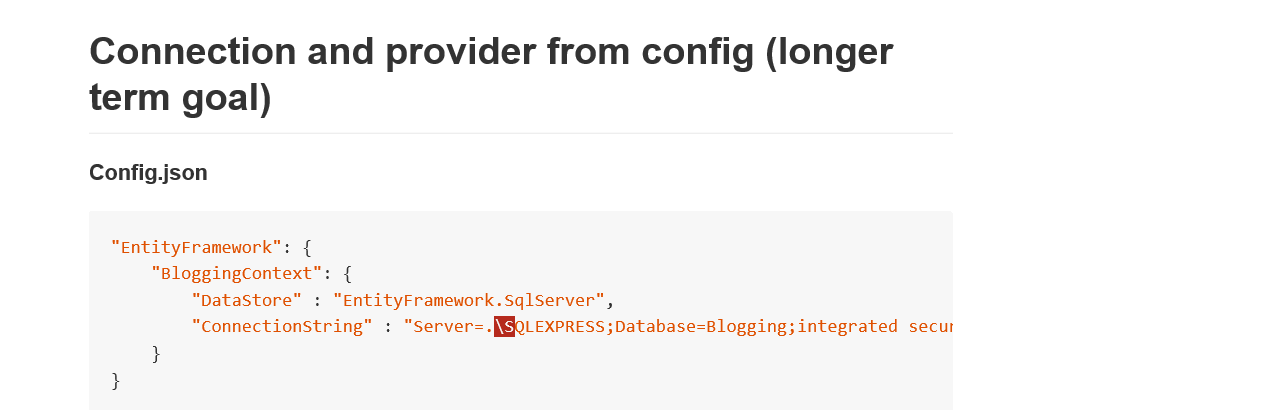 Connection and provider from config (longer
term goal)
Config.json
"EntityFramework": {
    "BloggingContext": {
        "DataStore" : "EntityFramework.SqlServer",
        "ConnectionString" : "Server=.\SQLEXPRESS;Database=Blogging;integrated secur
    }
}